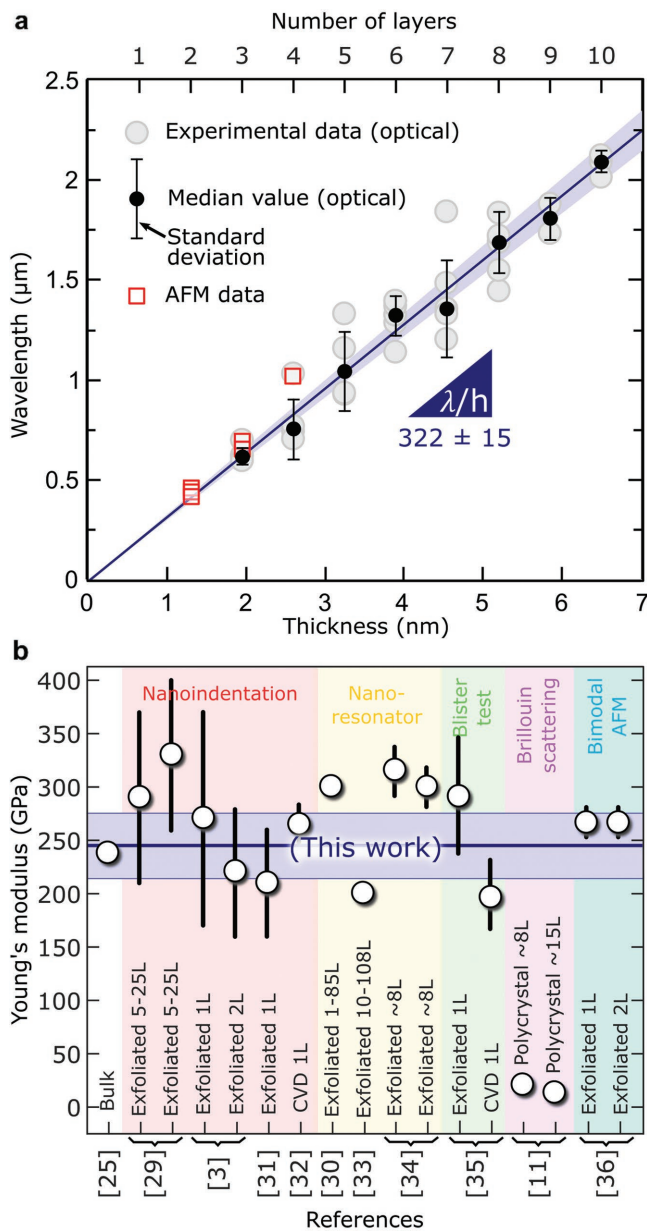 a
Number of layers
1 2 3 4 5 6 7 8 9 10
2.5
2
1.5
1
0.5
0
Wavelength (μm)
Experimental data (optical)
Median value (optical)
Standard
deviation
AFM data
λ/h
322 ± 15
0 1 2 3 4 5 6 7
Thickness (nm)
b
400
350
300
250
200
150
100
50
0
Young's modulus (GPa)
Nanoindentation
Nano-
resonator
Blister
test
Brillouin
scattering
Bimodal
AFM
(This work)
Bulk
Exfoliated 5-25L
Exfoliated 5-25L
Exfoliated 1L
Exfoliated 2L
Exfoliated 1L
CVD 1L
Exfoliated 1-85L
Exfoliated 10-108L
Exfoliated ~8L
Exfoliated ~8L
Exfoliated 1L
CVD 1L
Polycrystal ~8L
Polycrystal ~15L
Exfoliated 1L
Exfoliated 2L
[25] [29] [3] [31] [32] [30] [33] [34] [35] [11] [36]
References